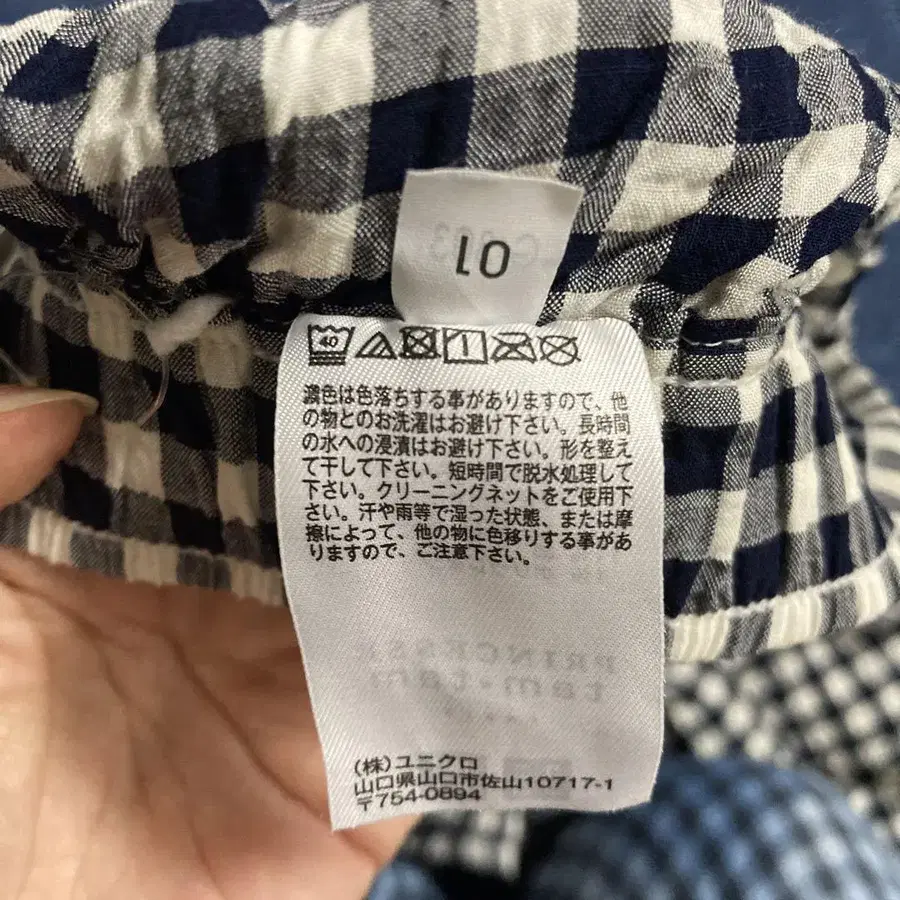 01
40
濃色は色落ちする事がありますので、他
の物とのお洗濯はお避け下さい。長時間
の水への浸漬はお避け下さい。形を整え
て干して下さい。短時間で脱水処理して
下さい。クリーニングネットをご使用下
さい。汗や雨等で湿った状態、または摩
擦によって、他の物に色移りする事があ
りますので、ご注意下さい。
PRINCESSE
tam.tam
(株)ユニクロ
山口県山口市佐山10717-1
〒754-0894